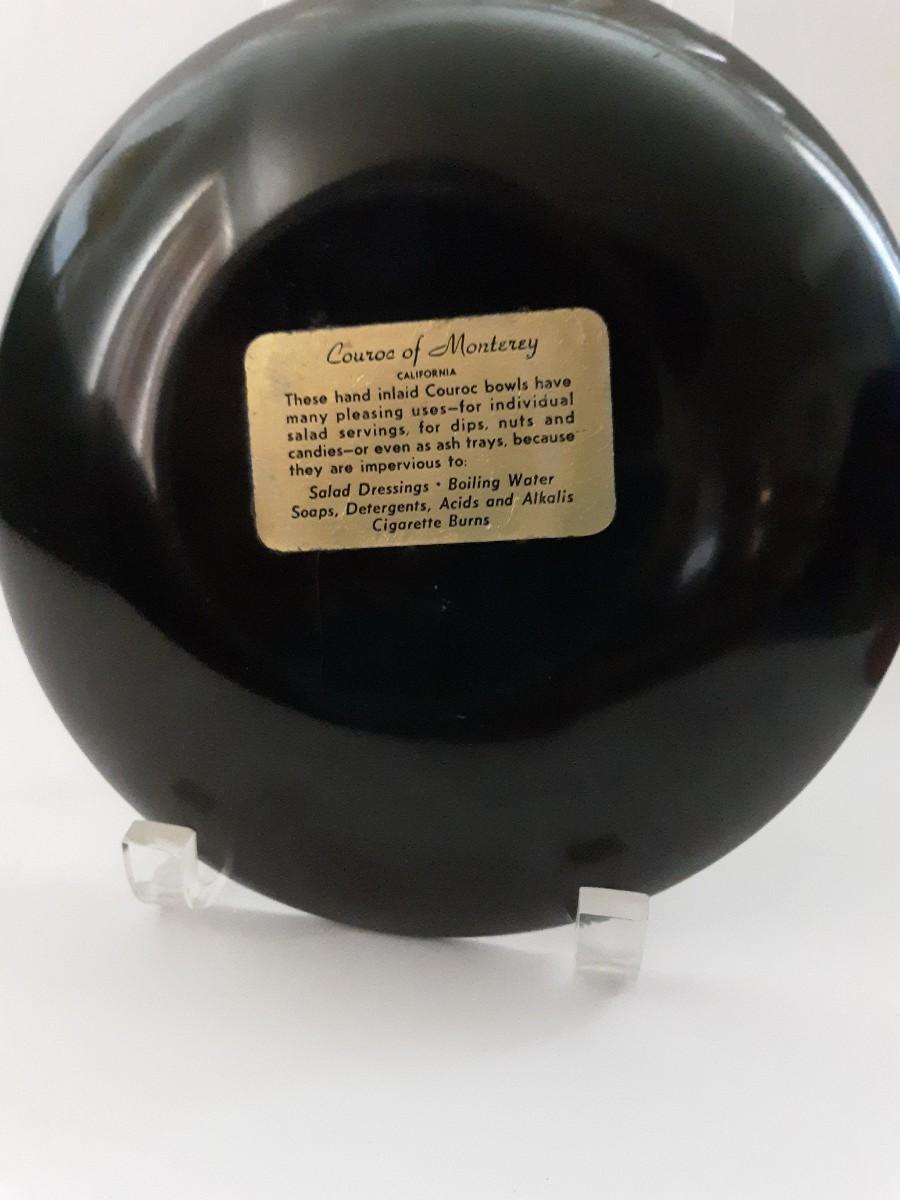 Couroc of Monterey
CALIFORNIA
These hand inlaid Couroc bowls have
many pleasing uses—for individual
salad servings, for dips, nuts and
candies—or even as ash trays, because
they are impervious to:
Salad Dressings • Boiling Water
Soaps, Detergents, Acids and Alkalis
Cigarette Burns